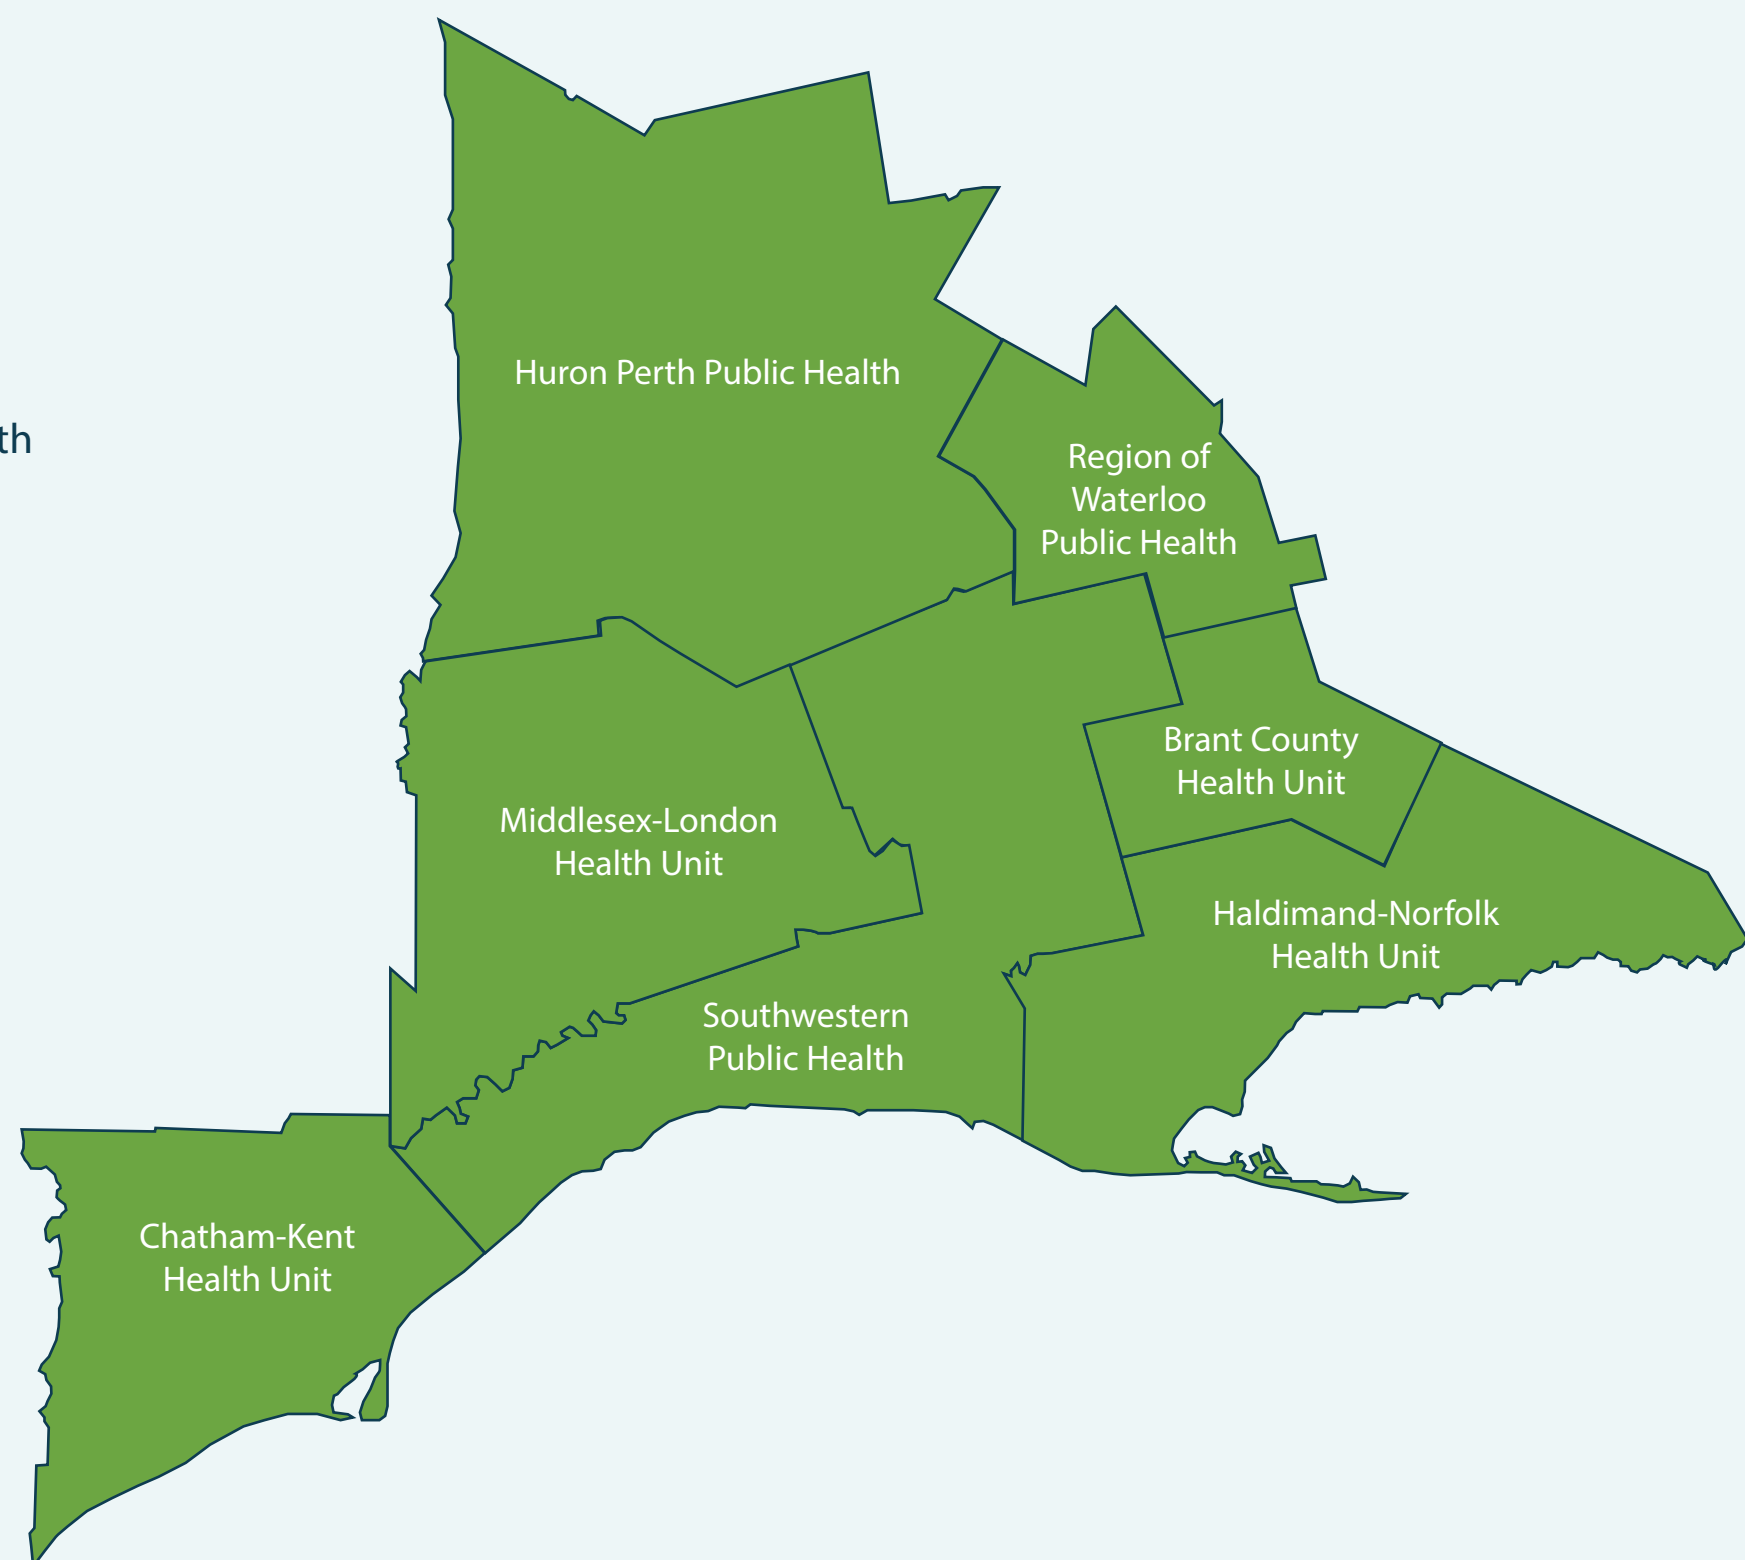 Huron Perth Public Health
th
Region of
Waterloo
Public Health
Brant County
Health Unit
Middlesex-London
Health Unit
Haldimand-Norfolk
Health Unit
Southwestern
Public Health
Chatham-Kent
Health Unit